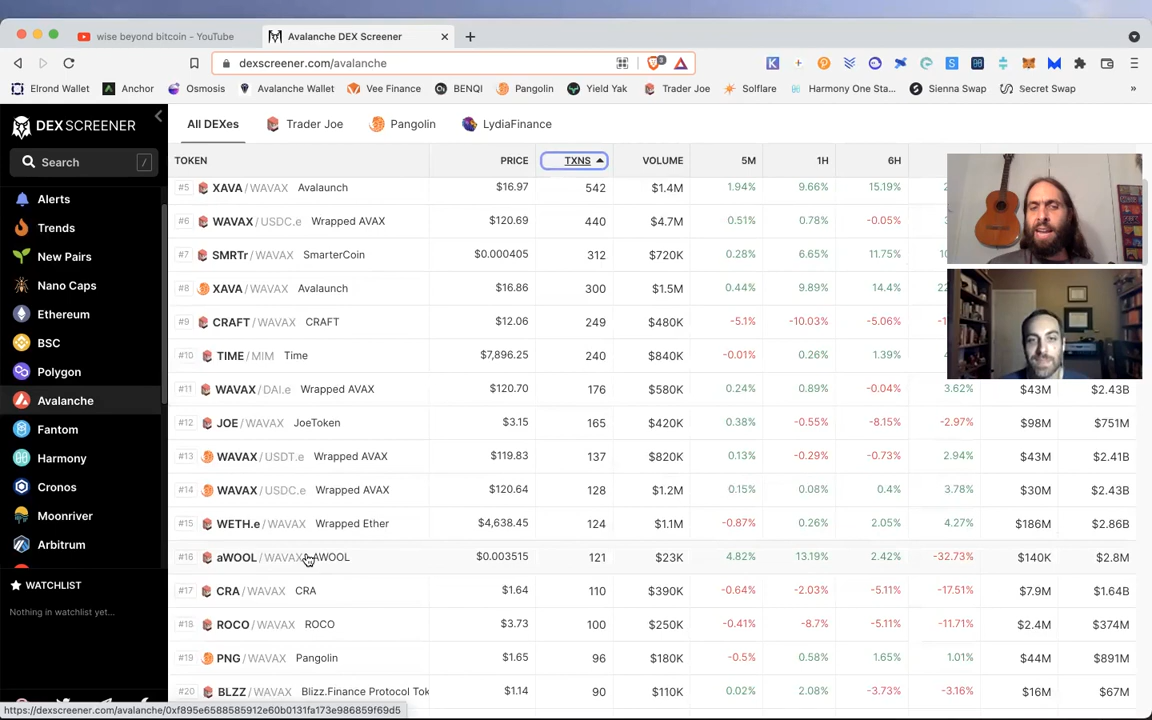 wise beyond bitcoin - YouTube
Avalanche DEX Screener
dexscreener.com/avalanche
Elrond Wallet Anchor Osmosis Avalanche Wallet Vee Finance BENQI Pangolin Yield Yak Trader Joe Solflare Harmony One Sta... Sienna Swap Secret Swap »
DEX SCREENER
Search /
Alerts
Trends
New Pairs
Nano Caps
Ethereum
BSC
Polygon
Avalanche
Fantom
Harmony
Cronos
Moonriver
Arbitrum
WATCHLIST
Nothing in watchlist yet...
All DEXes Trader Joe Pangolin LydiaFinance
TOKEN PRICE TXNS VOLUME 5M 1H 6H
#5 XAVA/WAVAX Avalaunch $16.97 542 $1.4M 1.94% 9.66% 15.19%
#6 WAVAX/USDC.e Wrapped AVAX $120.69 440 $4.7M 0.51% 0.78% -0.05%
#7 SMRTr/WAVAX SmarterCoin $0.000405 312 $720K 0.28% 6.65% 11.75%
#8 XAVA/WAVAX Avalaunch $16.86 300 $1.5M 0.44% 9.89% 14.4%
#9 CRAFT/WAVAX CRAFT $12.06 249 $480K -5.1% -10.03% -5.06%
#10 TIME/MIM Time $7,896.25 240 $840K -0.01% 0.26% 1.39%
#11 WAVAX/DAI.e Wrapped AVAX $120.70 176 $580K 0.24% 0.89% -0.04% 3.62% $43M $2.43B
#12 JOE/WAVAX JoeToken $3.15 165 $420K 0.38% -0.55% -8.15% -2.97% $98M $751M
#13 WAVAX/USDT.e Wrapped AVAX $119.83 137 $820K 0.13% -0.29% -0.73% 2.94% $43M $2.41B
#14 WAVAX/USDC.e Wrapped AVAX $120.64 128 $1.2M 0.15% 0.08% 0.4% 3.78% $30M $2.43B
#15 WETH.e/WAVAX Wrapped Ether $4,638.45 124 $1.1M -0.87% 0.26% 2.05% 4.27% $186M $2.86B
#16 aWOOL/WAVAX aWOOL $0.003515 121 $23K 4.82% 13.19% 2.42% -32.73% $140K $2.8M
#17 CRA/WAVAX CRA $1.64 110 $390K -0.64% -2.03% -5.11% -17.51% $7.9M $1.64B
#18 ROCO/WAVAX ROCO $3.73 100 $250K -0.41% -8.7% -5.11% -11.71% $2.4M $374M
#19 PNG/WAVAX Pangolin $1.65 96 $180K -0.5% 0.58% 1.65% 1.01% $44M $891M
#20 BLZZ/WAVAX Blizz.Finance Protocol Tok $1.14 90 $110K 0.02% 2.08% -3.73% -3.16% $16M $67M
https://dexscreener.com/avalanche/0xf895e6588585912e60b0131fa173e986859f69d5